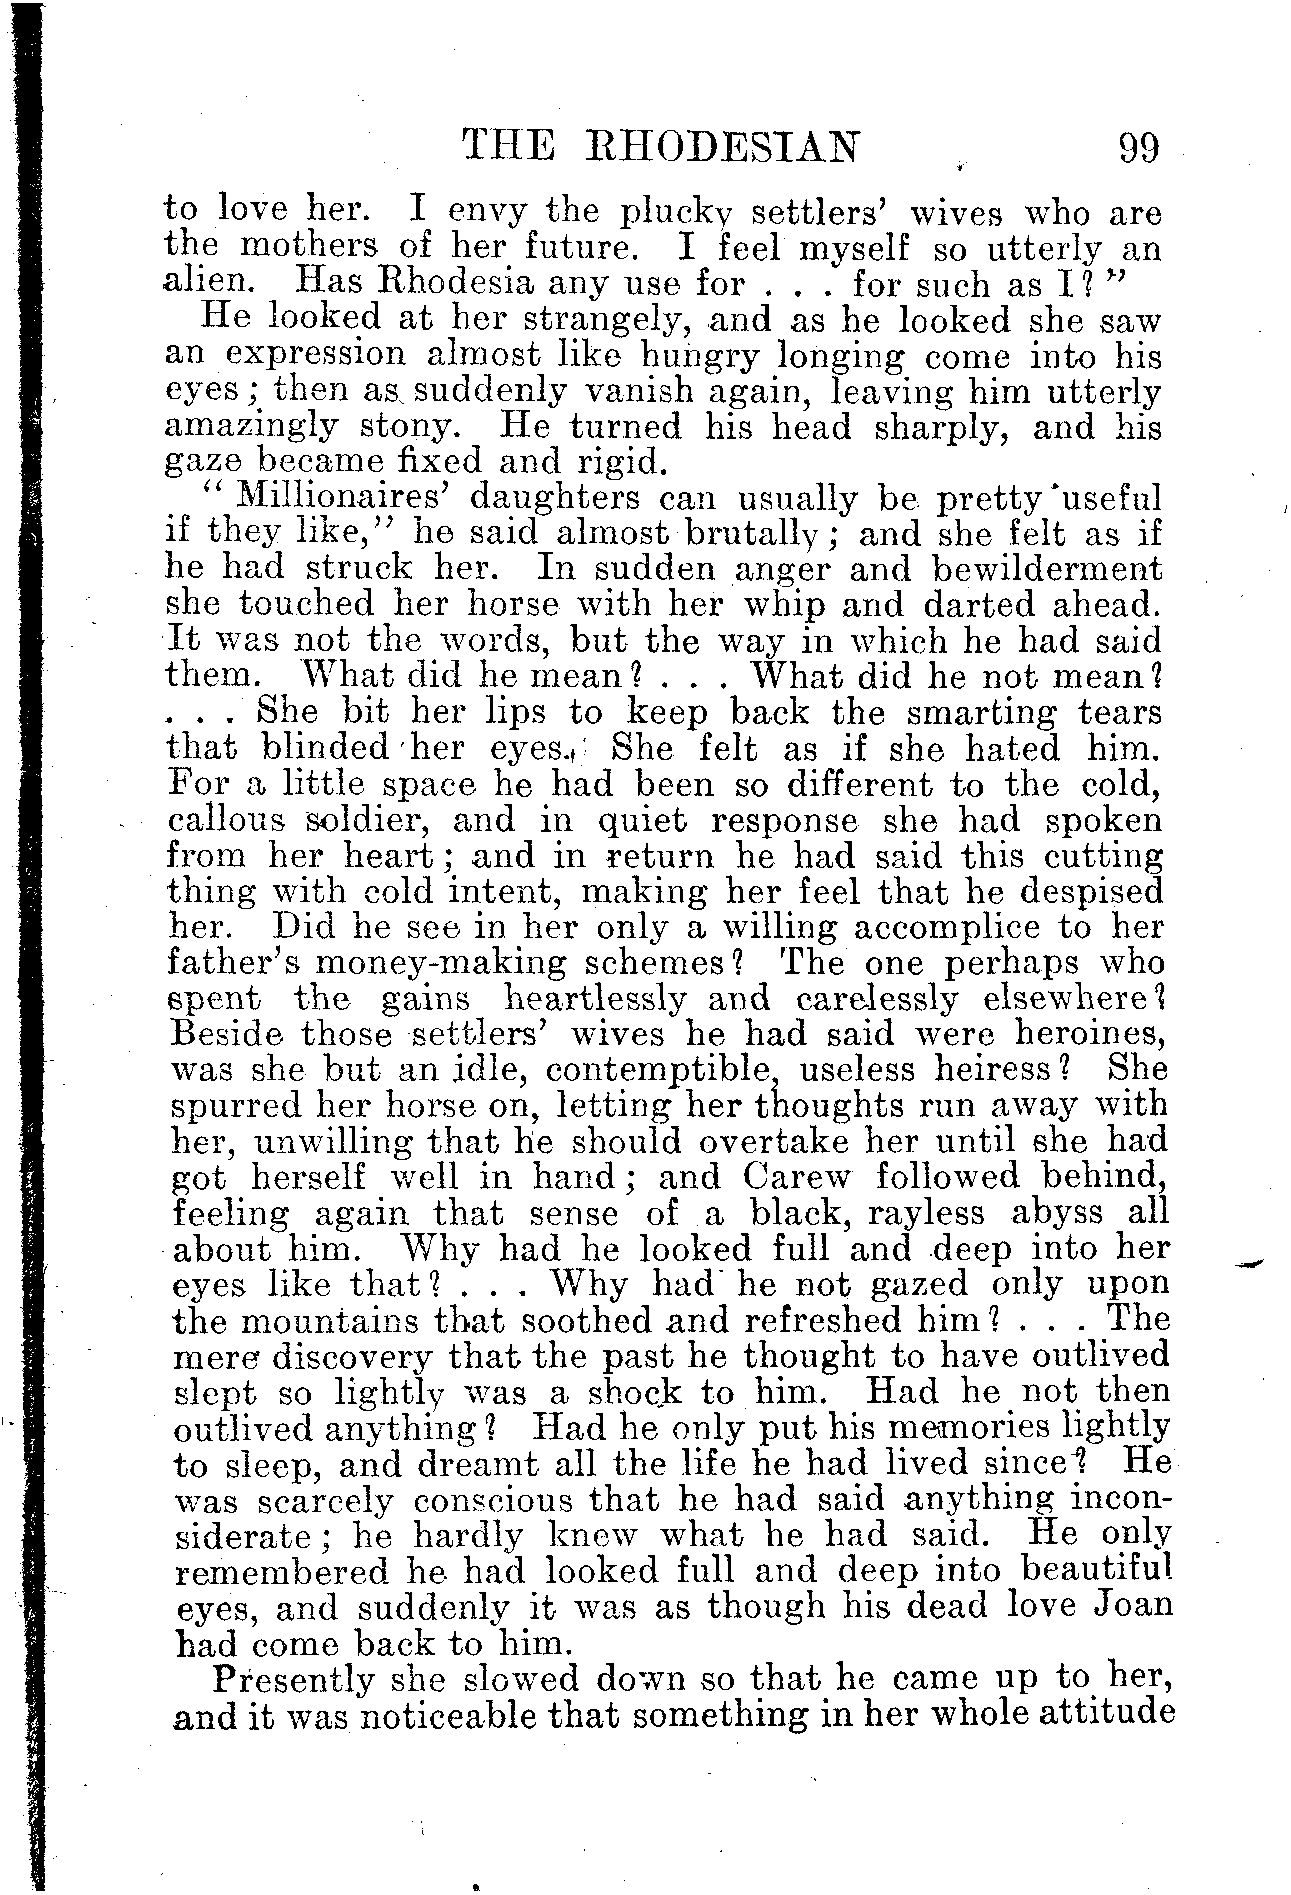 THE RHODESIAN 99
to love her. I envy the plucky settlers' wives who are
the mothers of her future. I feel myself so utterly an
alien. Has Rhodesia any use for . . . for such as I?"
He looked at her strangely, and as he looked she saw
an expression almost like hungry longing come into his
eyes; then as suddenly vanish again, leaving him utterly
amazingly stony. He turned his head sharply, and his
gaze became fixed and rigid.
"Millionaires' daughters can usually be pretty useful
if they like," he said almost brutally; and she felt as if
he had struck her. In sudden anger and bewilderment
she touched her horse with her whip and darted ahead.
It was not the words, but the way in which he had said
them. What did he mean? . . . What did he not mean?
. . . She bit her lips to keep back the smarting tears
that blinded her eyes. She felt as if she hated him.
For a little space he had been so different to the cold,
callous soldier, and in quiet response she had spoken
from her heart; and in return he had said this cutting
thing with cold intent, making her feel that he despised
her. Did he see in her only a willing accomplice to her
father's money-making schemes? The one perhaps who
spent the gains heartlessly and carelessly elsewhere?
Beside those settlers' wives he had said were heroines,
was she but an idle, contemptible, useless heiress? She
spurred her horse on, letting her thoughts run away with
her, unwilling that he should overtake her until she had
got herself well in hand; and Carew followed behind,
feeling again that sense of a black, rayless abyss all
about him. Why had he looked full and deep into her
eyes like that? . . . Why had he not gazed only upon
the mountains that soothed and refreshed him? . . . The
mere discovery that the past he thought to have outlived
slept so lightly was a shock to him. Had he not then
outlived anything? Had he only put his memories lightly
to sleep, and dreamt all the life he had lived since? He
was scarcely conscious that he had said anything incon-
siderate; he hardly knew what he had said. He only
remembered he had looked full and deep into beautiful
eyes, and suddenly it was as though his dead love Joan
had come back to him.
Presently she slowed down so that he came up to her,
and it was noticeable that something in her whole attitude